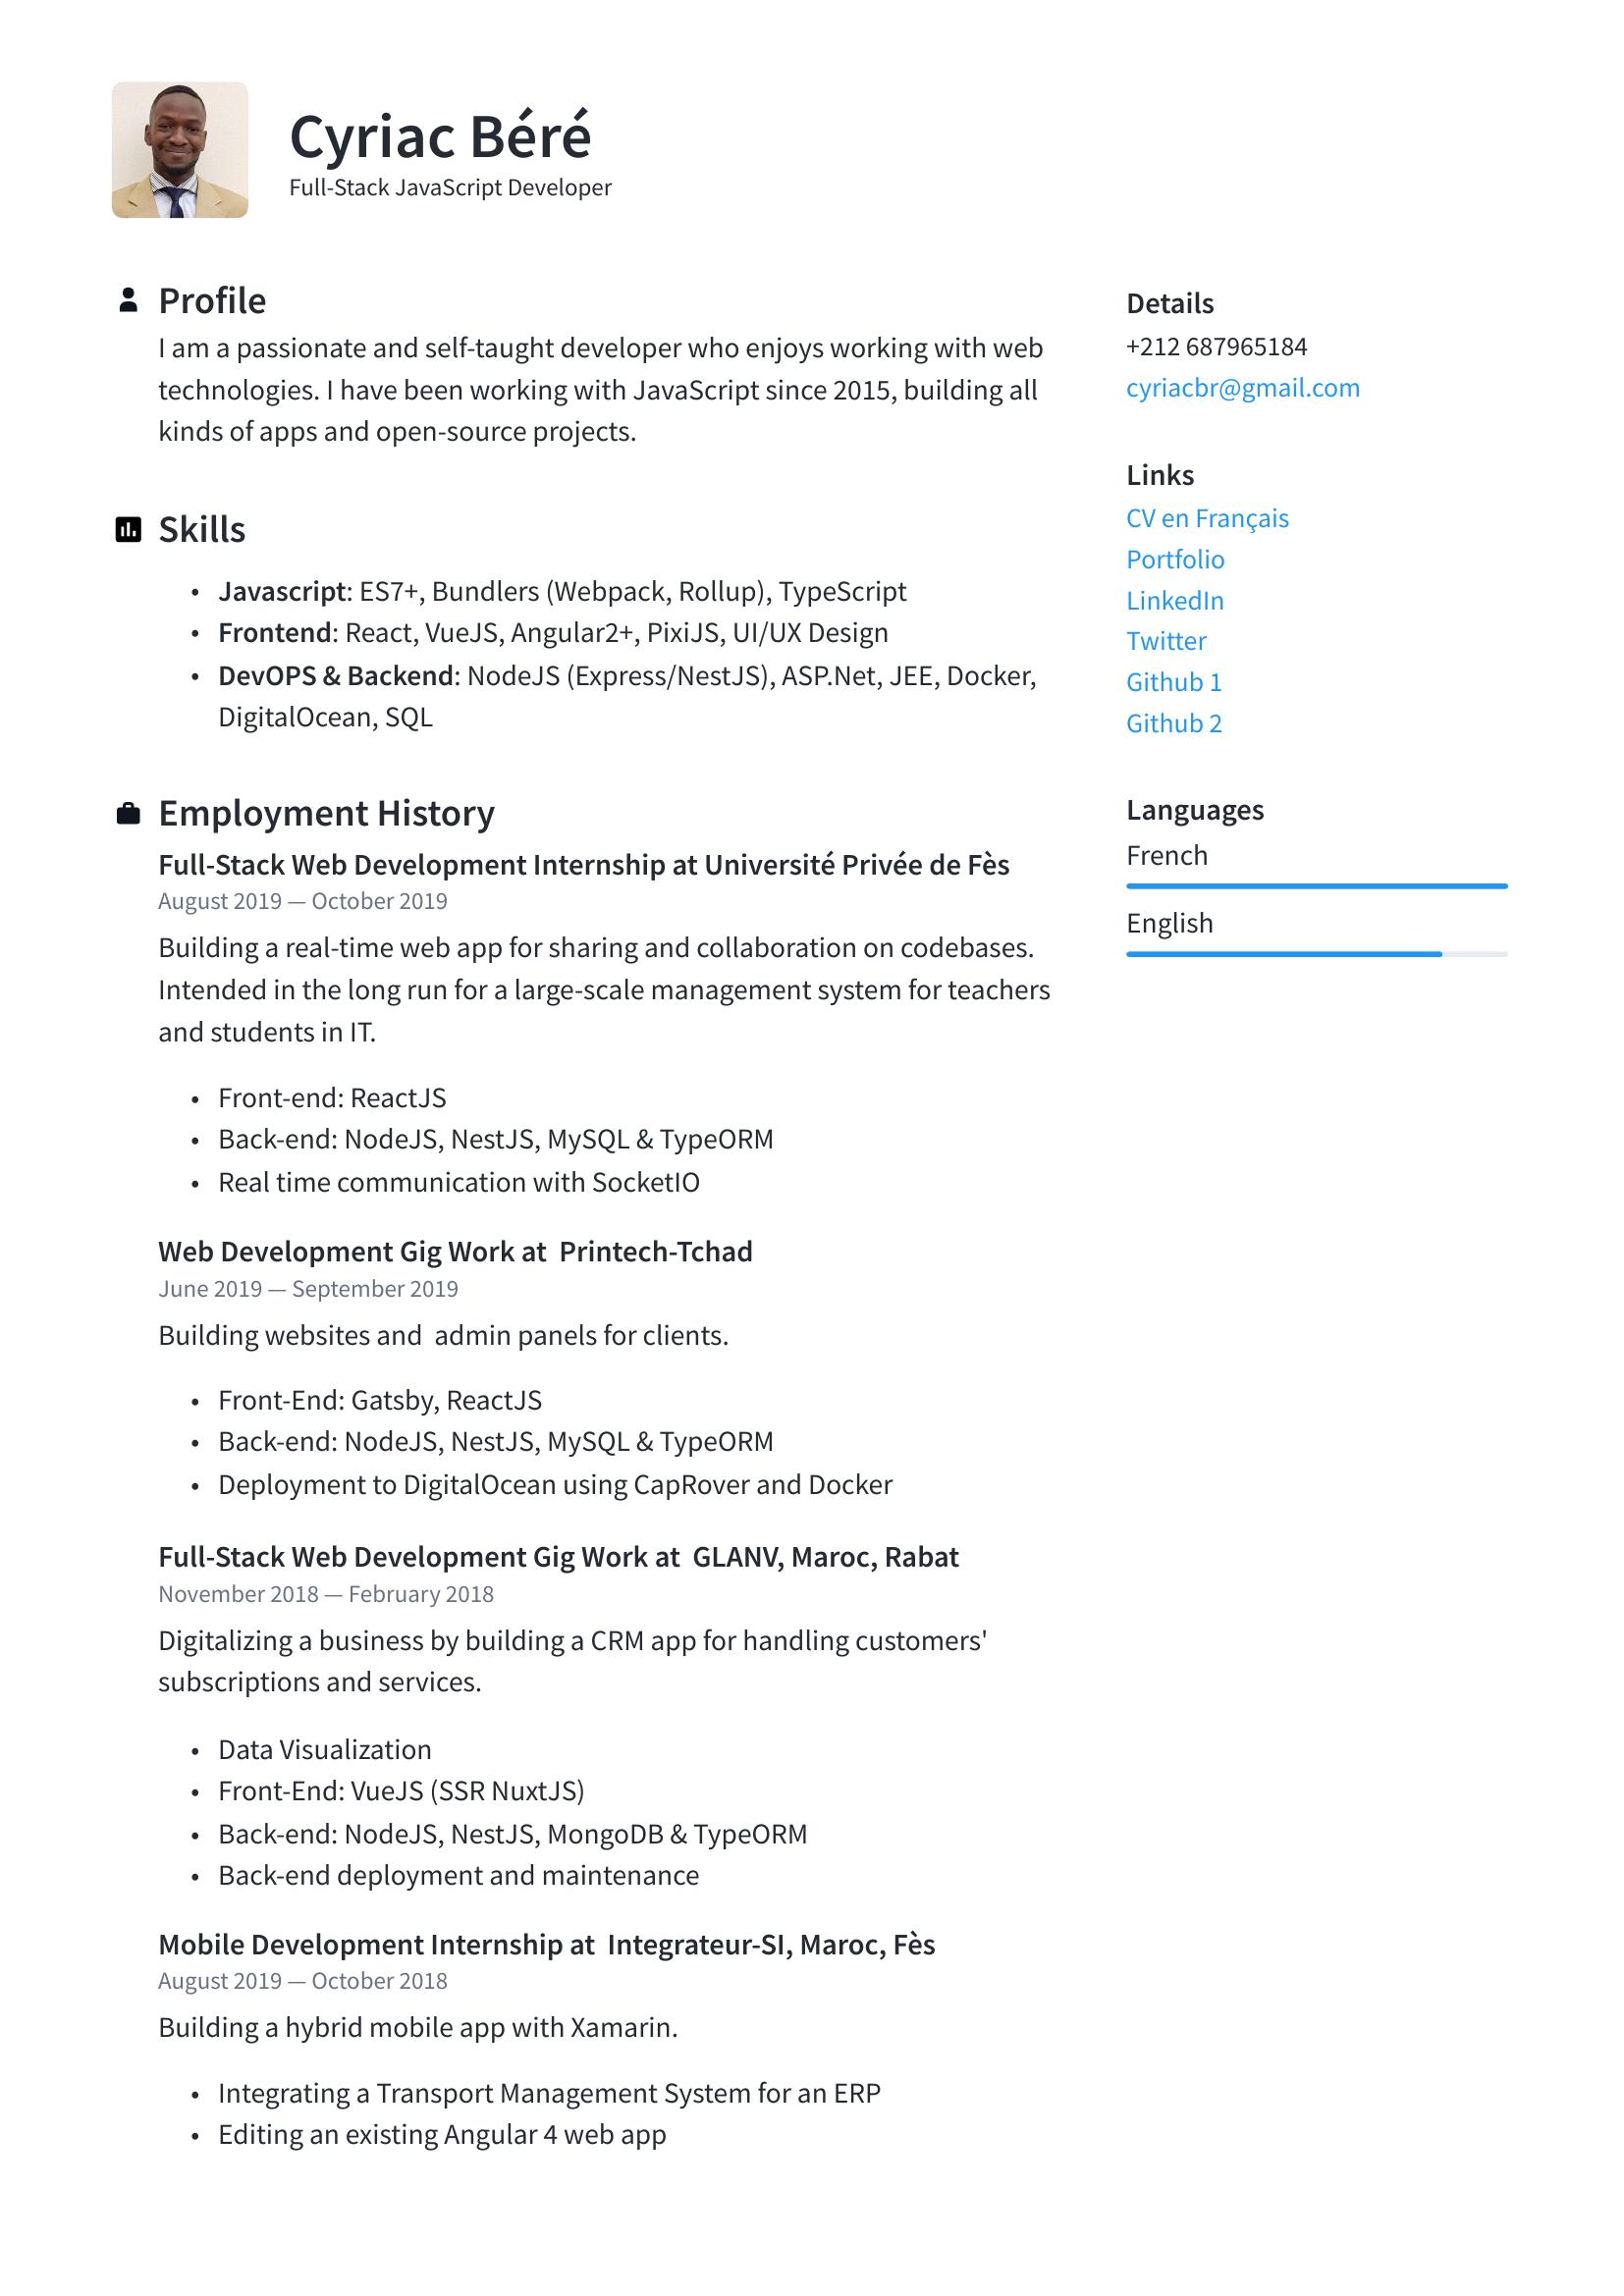 Cyriac Béré
Full-Stack JavaScript Developer
Profile
I am a passionate and self-taught developer who enjoys working with web
technologies. I have been working with JavaScript since 2015, building all
kinds of apps and open-source projects.
Skills
• Javascript: ES7+, Bundlers (Webpack, Rollup), TypeScript
• Frontend: React, VueJS, Angular2+, PixiJS, UI/UX Design
• DevOPS & Backend: NodeJS (Express/NestJS), ASP.Net, JEE, Docker,
DigitalOcean, SQL
Employment History
Full-Stack Web Development Internship at Université Privée de Fès
August 2019 — October 2019
Building a real-time web app for sharing and collaboration on codebases.
Intended in the long run for a large-scale management system for teachers
and students in IT.
• Front-end: ReactJS
• Back-end: NodeJS, NestJS, MySQL & TypeORM
• Real time communication with SocketIO
Web Development Gig Work at  Printech-Tchad
June 2019 — September 2019
Building websites and  admin panels for clients.
• Front-End: Gatsby, ReactJS
• Back-end: NodeJS, NestJS, MySQL & TypeORM
• Deployment to DigitalOcean using CapRover and Docker
Full-Stack Web Development Gig Work at  GLANV, Maroc, Rabat
November 2018 — February 2018
Digitalizing a business by building a CRM app for handling customers'
subscriptions and services.
• Data Visualization
• Front-End: VueJS (SSR NuxtJS)
• Back-end: NodeJS, NestJS, MongoDB & TypeORM
• Back-end deployment and maintenance
Mobile Development Internship at  Integrateur-SI, Maroc, Fès
August 2019 — October 2018
Building a hybrid mobile app with Xamarin.
• Integrating a Transport Management System for an ERP
• Editing an existing Angular 4 web app
Details
+212 687965184
cyriacbr@gmail.com
Links
CV en Français
Portfolio
LinkedIn
Twitter
Github 1
Github 2
Languages
French
English